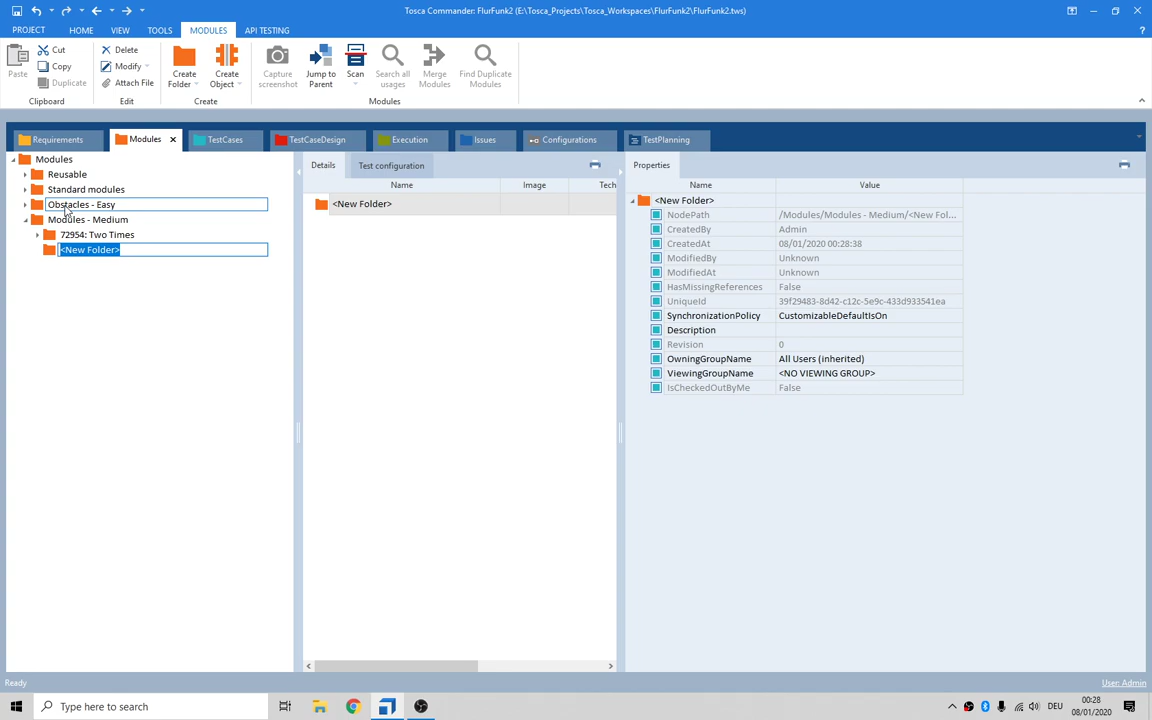 Tosca Commander: FlurFunk2 (E:\Tosca_Projects\Tosca_Workspaces\FlurFunk2\FlurFunk2.tws)
PROJECT HOME VIEW TOOLS MODULES API TESTING
Paste Cut Copy Duplicate
Clipboard
Delete Modify Attach File
Edit
Create Folder Create Object
Create
Capture screenshot Jump to Parent Scan Search all usages Merge Modules Find Duplicate Modules
Modules
Requirements Modules TestCases TestCaseDesign Execution Issues Configurations TestPlanning
Modules
Reusable
Standard modules
Obstacles - Easy
Modules - Medium
72954: Two Times
<New Folder>
Details Test configuration
Name Image Tech
<New Folder>
Properties
Name Value
<New Folder>
NodePath /Modules/Modules - Medium/<New Fol...
CreatedBy Admin
CreatedAt 08/01/2020 00:28:38
ModifiedBy Unknown
ModifiedAt Unknown
HasMissingReferences False
UniqueId 39f29483-8d42-c12c-5e9c-433d933541ea
SynchronizationPolicy CustomizableDefaultIsOn
Description
Revision 0
OwningGroupName All Users (inherited)
ViewingGroupName <NO VIEWING GROUP>
IsCheckedOutByMe False
Ready User: Admin
Type here to search DEU 00:28
08/01/2020